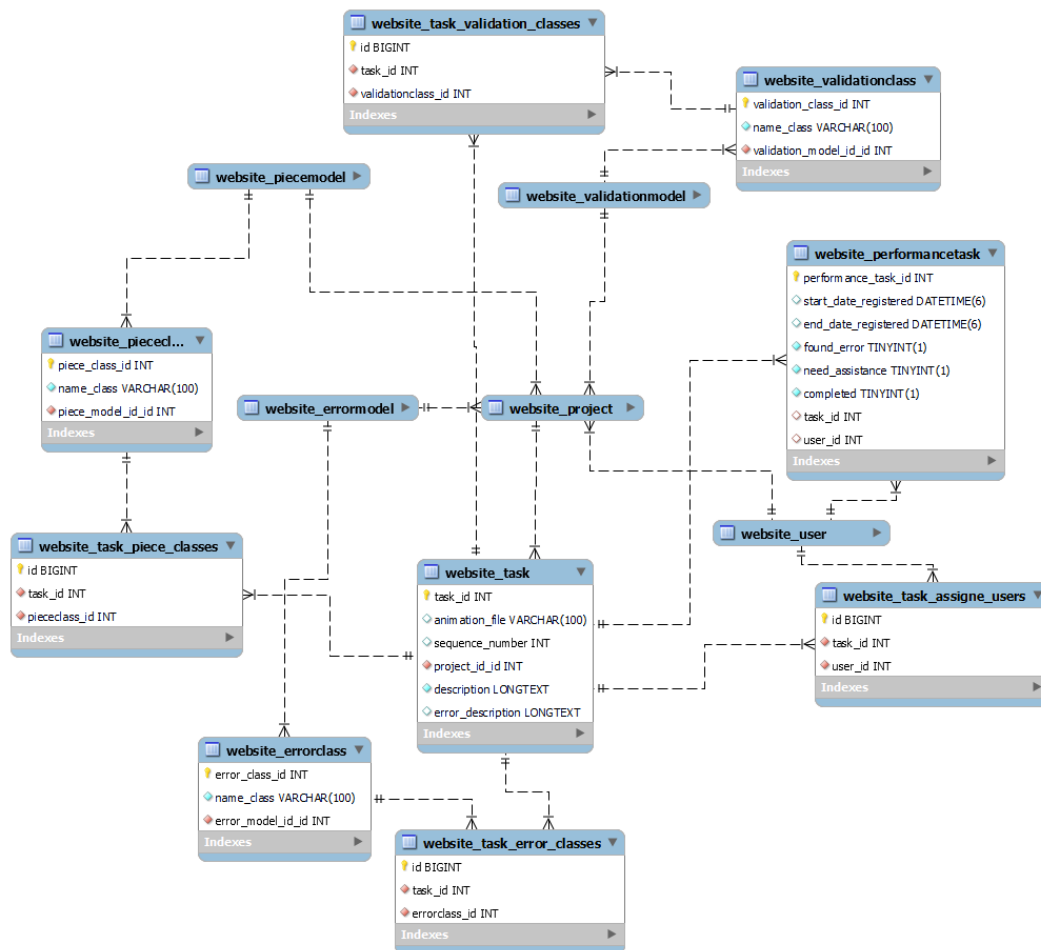 website_task_validation_classes
id BIGINT
task_id INT
validationclass_id INT
Indexes
website_validationclass
validation_class_id INT
name_class VARCHAR(100)
validation_model_id_id INT
Indexes
website_piecemodel
website_validationmodel
website_performancetask
performance_task_id INT
start_date_registered DATETIME(6)
end_date_registered DATETIME(6)
found_error TINYINT(1)
need_assistance TINYINT(1)
completed TINYINT(1)
task_id INT
user_id INT
Indexes
website_piececl...
piece_class_id INT
name_class VARCHAR(100)
piece_model_id_id INT
Indexes
website_errormodel
website_project
website_user
website_task_piece_classes
id BIGINT
task_id INT
piececlass_id INT
Indexes
website_task
task_id INT
animation_file VARCHAR(100)
sequence_number INT
project_id_id INT
description LONGTEXT
error_description LONGTEXT
Indexes
website_task_assigne_users
id BIGINT
task_id INT
user_id INT
Indexes
website_errorclass
error_class_id INT
name_class VARCHAR(100)
error_model_id_id INT
Indexes
website_task_error_classes
id BIGINT
task_id INT
errorclass_id INT
Indexes